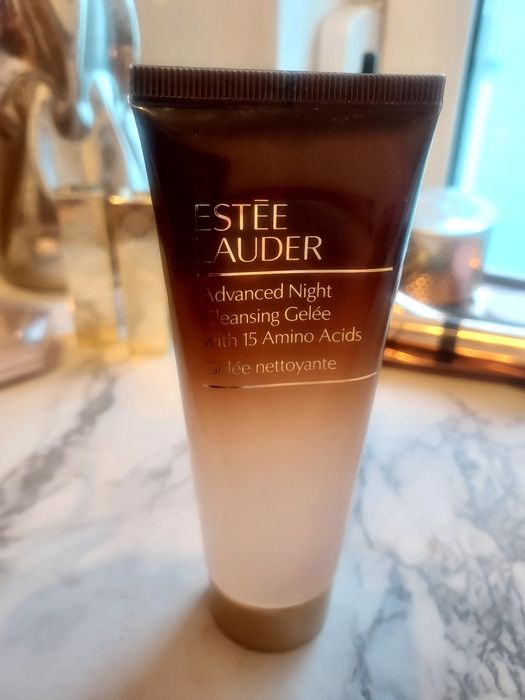 ESTĒE
LAUDER
Advanced Night
Cleansing Gelée
with 15 Amino Acids
Gelée nettoyante